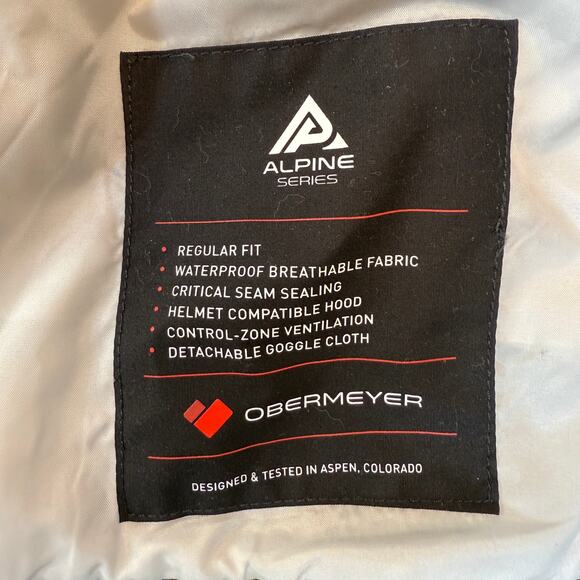 ALPINE
SERIES
• REGULAR FIT
• WATERPROOF BREATHABLE FABRIC
• CRITICAL SEAM SEALING
• HELMET COMPATIBLE HOOD
• CONTROL-ZONE VENTILATION
• DETACHABLE GOGGLE CLOTH
OBERMEYER
DESIGNED & TESTED IN ASPEN, COLORADO